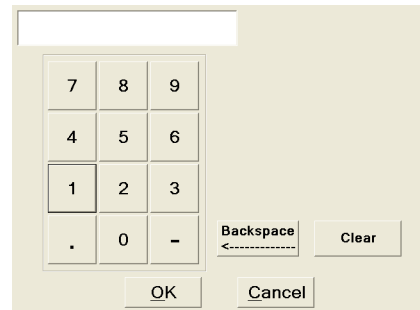 7 8 9
4 5 6
1 2 3
. 0 - Backspace Clear
<-------------
OK Cancel